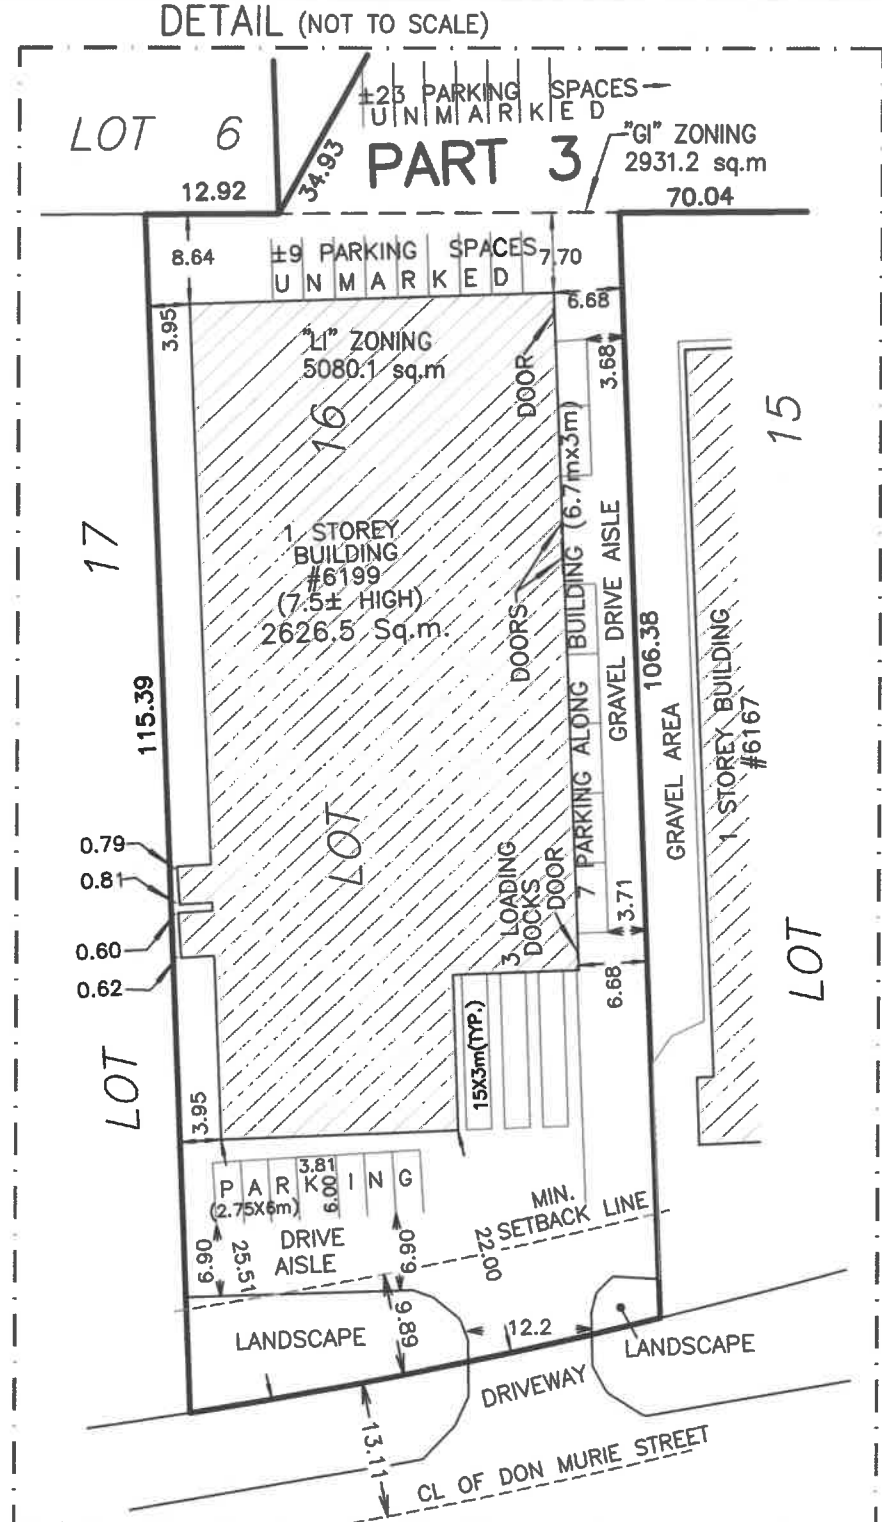 DETAIL (NOT TO SCALE)
LOT 6
±23 PARKING SPACES
UNMARKED
34.93
PART 3
"GI" ZONING
2931.2 sq.m
12.92
70.04
8.64
±9 PARKING SPACES
UNMARKED
7.70
6.68
3.95
"LI" ZONING
5080.1 sq.m
DOOR
3.68
16
15
17
1 STOREY
BUILDING
#6199
(7.5± HIGH)
2626.5 Sq.m.
DOORS
7 PARKING ALONG BUILDING (6.7mx3m)
GRAVEL DRIVE AISLE
106.38
GRAVEL AREA
1 STOREY BUILDING
#6167
115.39
LOT
0.79
0.81
0.60
0.62
3 LOADING
DOCKS
DOOR
3.71
6.68
LOT
LOT
3.95
15X3m(TYP.)
PARKING
3.81
6.00
(2.75X6m)
MIN.
SETBACK LINE
6.90
25.51
DRIVE
AISLE
6.90
22.00
LANDSCAPE
9.89
12.2
LANDSCAPE
DRIVEWAY
13.11
CL OF DON MURIE STREET